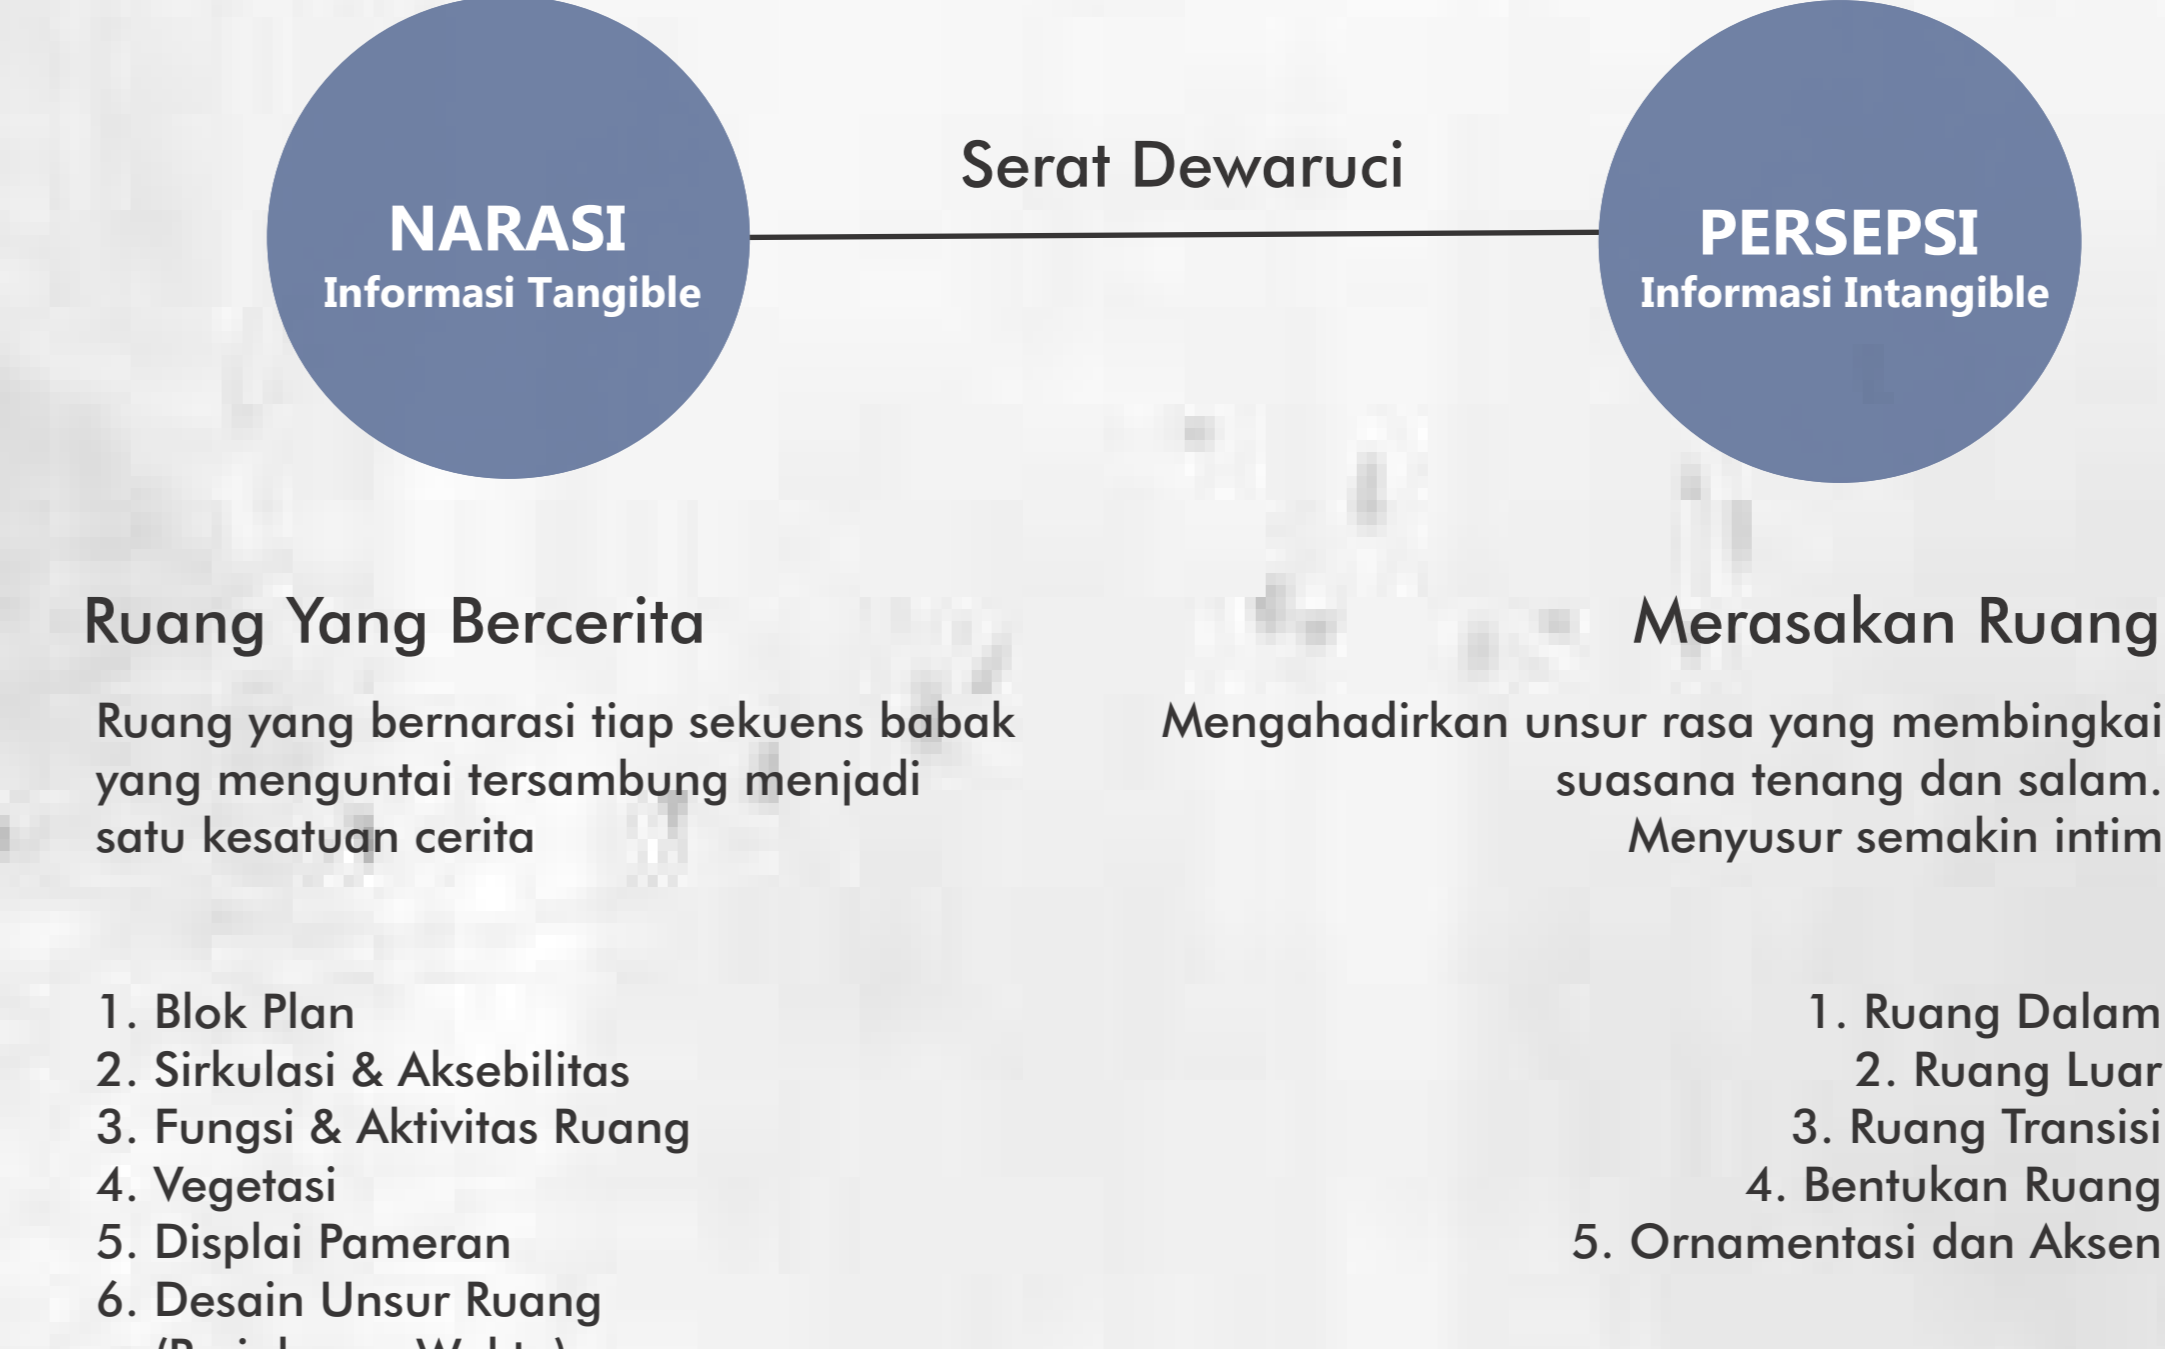 Serat Dewaruci
NARASI
Informasi Tangible
PERSEPSI
Informasi Intangible
Ruang Yang Bercerita
Ruang yang bernarasi tiap sekuens babak
yang menguntai tersambung menjadi
satu kesatuan cerita
1. Blok Plan
2. Sirkulasi & Aksebilitas
3. Fungsi & Aktivitas Ruang
4. Vegetasi
5. Displai Pameran
6. Desain Unsur Ruang
Merasakan Ruang
Mengahadirkan unsur rasa yang membingkai
suasana tenang dan salam.
Menyusur semakin intim
1. Ruang Dalam
2. Ruang Luar
3. Ruang Transisi
4. Bentukan Ruang
5. Ornamentasi dan Aksen